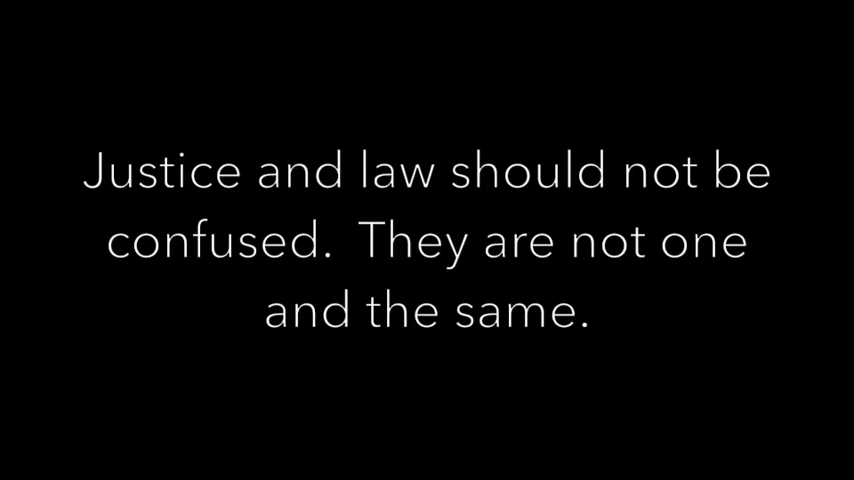 Justice and law should not be
confused.  They are not one
and the same.